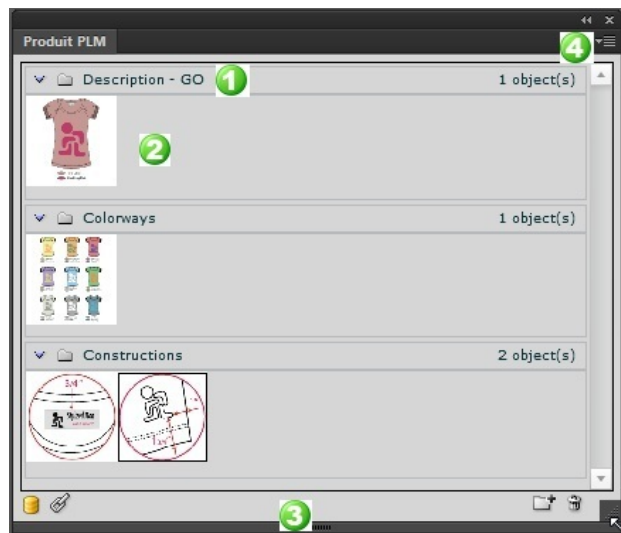 Produit PLM
4
Description - GO 1 1 object(s)
2
Colorways 1 object(s)
Constructions 2 object(s)
3